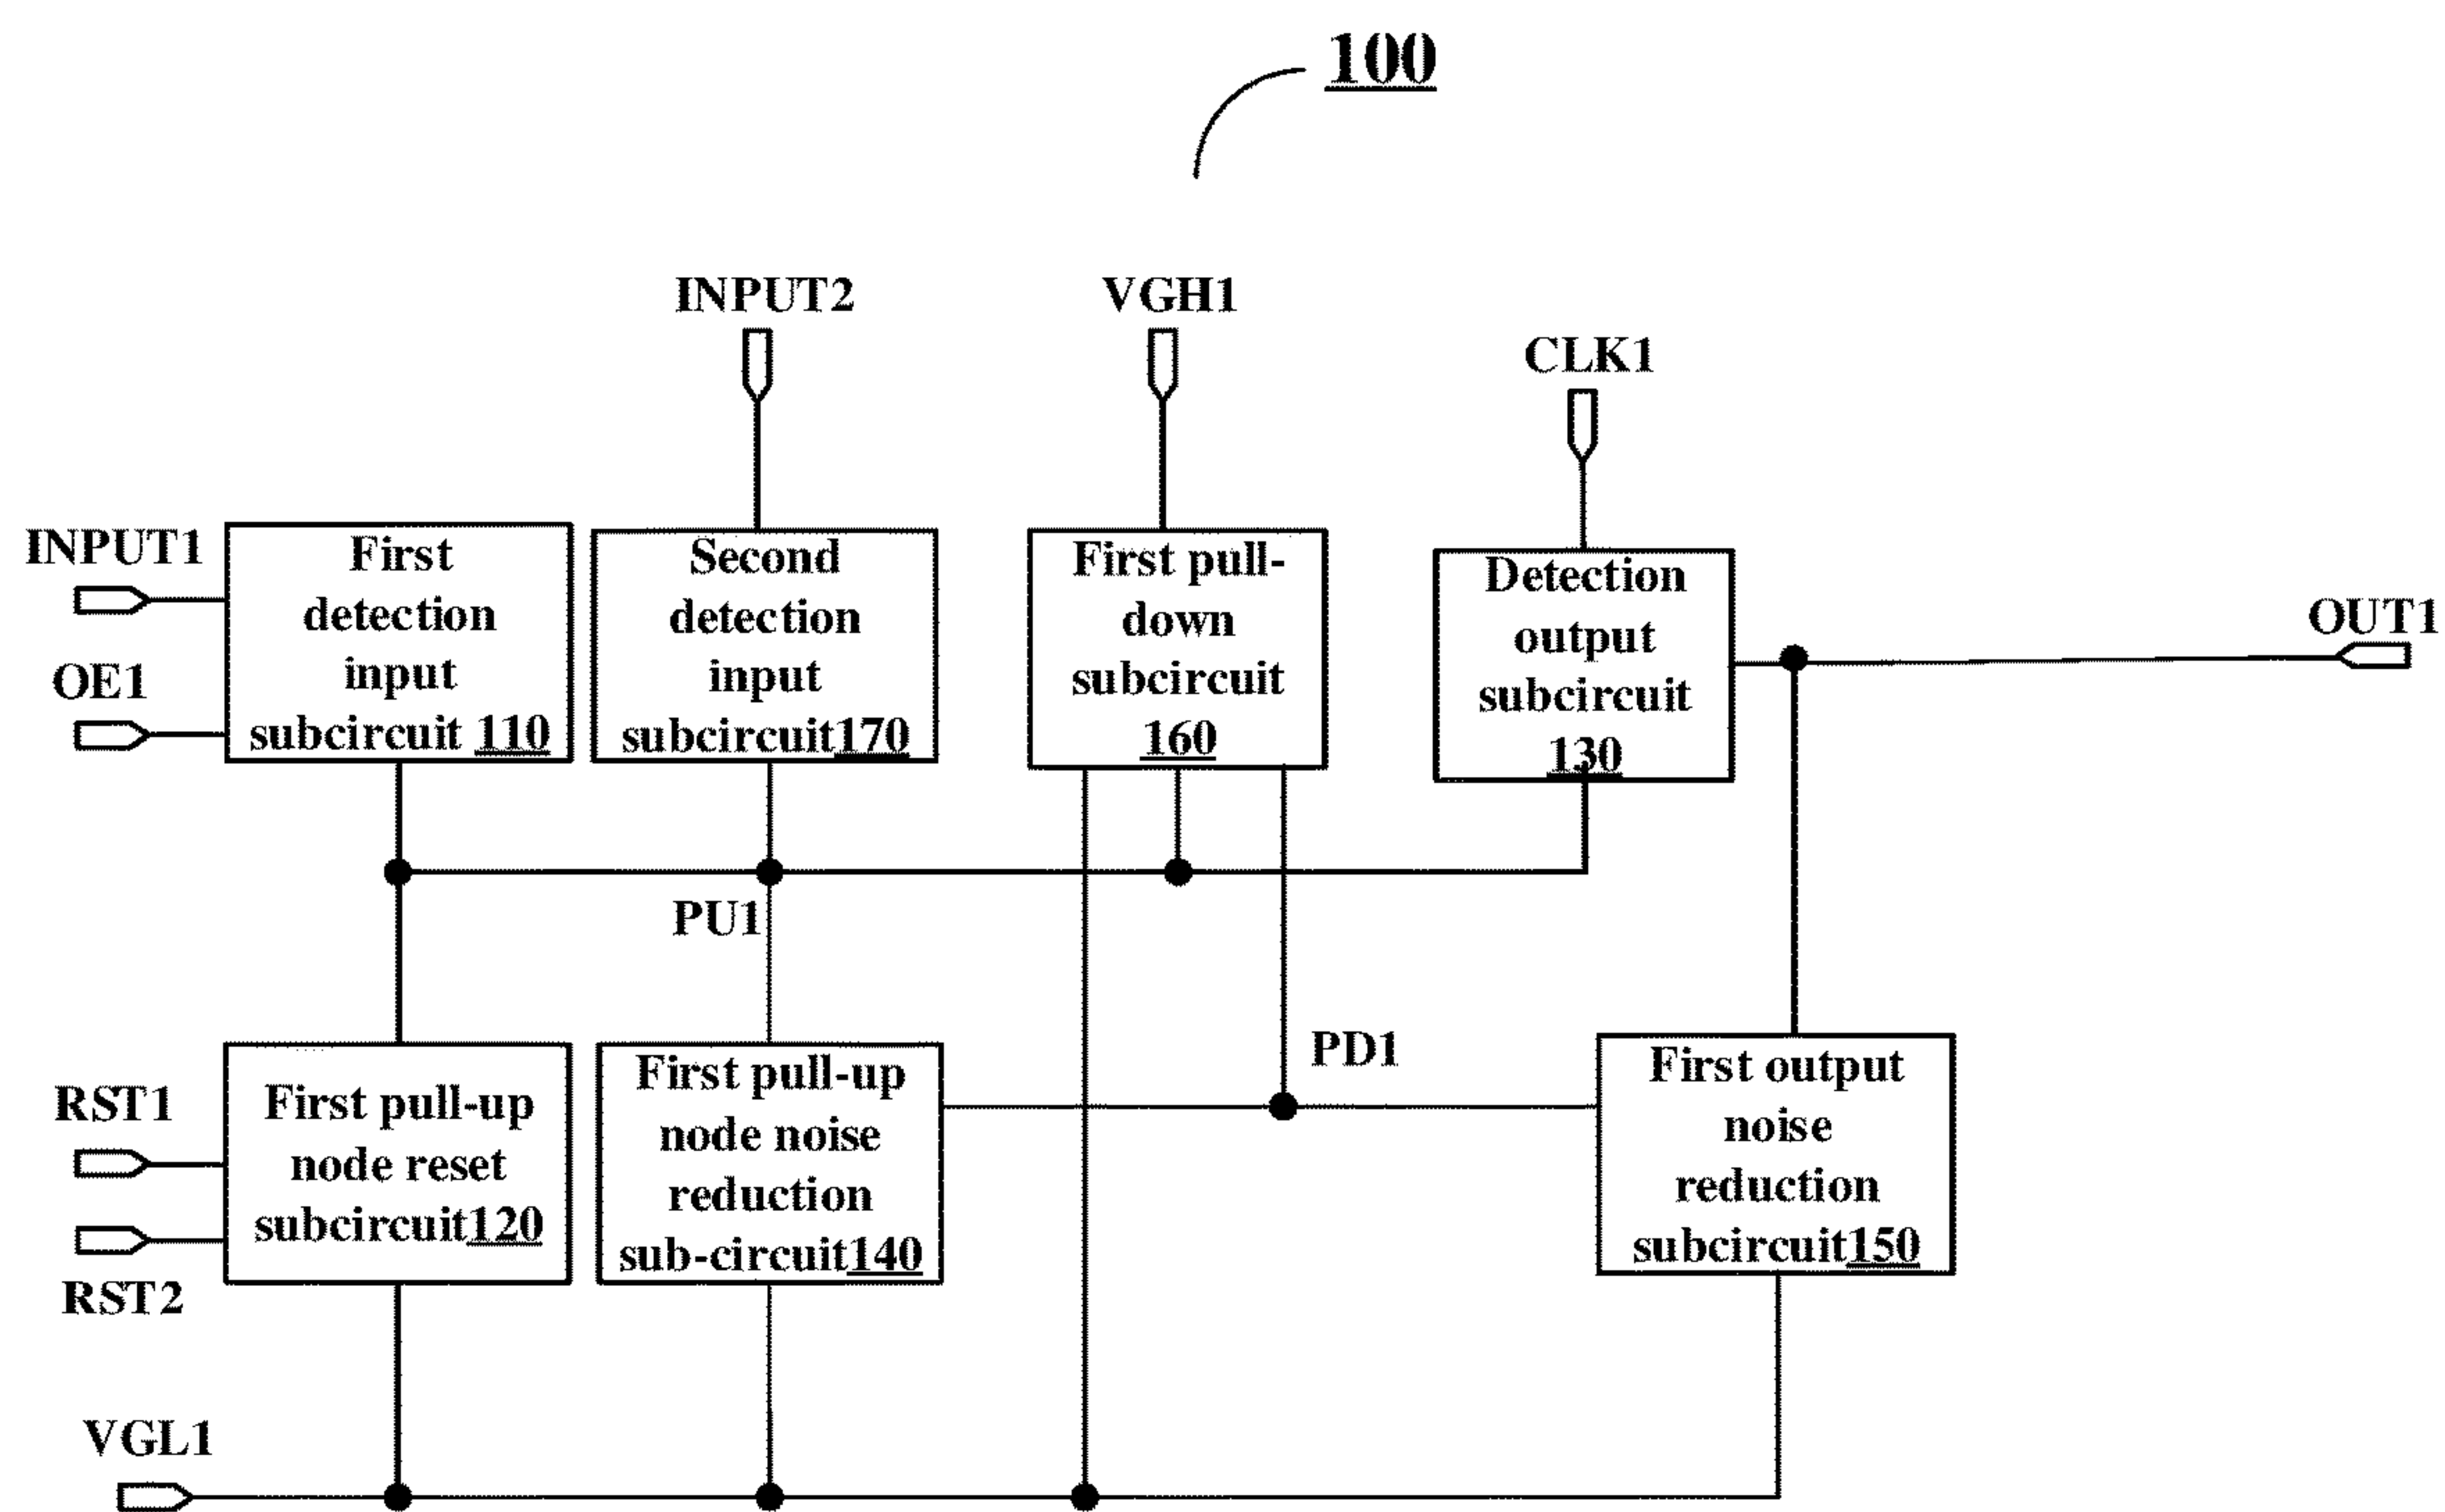 100
INPUT2
VGH1
CLK1
INPUT1
OE1
First
detection
input
subcircuit 110
Second
detection
input
subcircuit170
First pull-
down
subcircuit
160
Detection
output
subcircuit
130
OUT1
PU1
PD1
RST1
RST2
First pull-up
node reset
subcircuit120
First pull-up
node noise
reduction
sub-circuit140
First output
noise
reduction
subcircuit150
VGL1